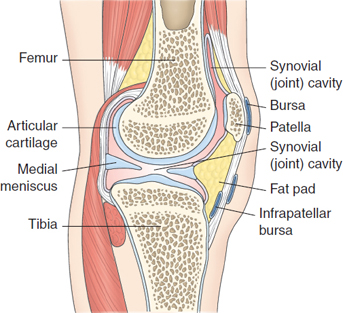 Femur
Articular
cartilage
Medial
meniscus
Tibia
Synovial
(joint) cavity
Bursa
Patella
Synovial
(joint) cavity
Fat pad
Infrapatellar
bursa